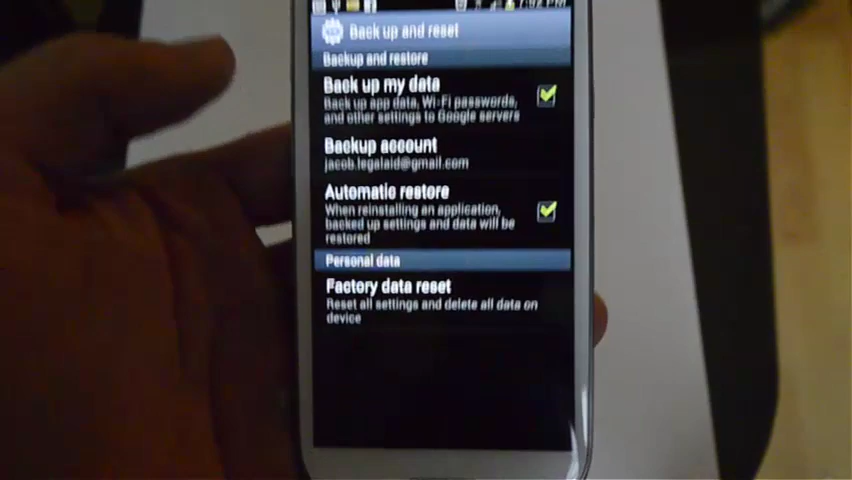 7:52 PM
Back up and reset
Backup and restore
Back up my data
Back up app data, Wi-Fi passwords,
and other settings to Google servers
Backup account
jacob.legalaid@gmail.com
Automatic restore
When reinstalling an application,
backed up settings and data will be
restored
Personal data
Factory data reset
Reset all settings and delete all data on
device